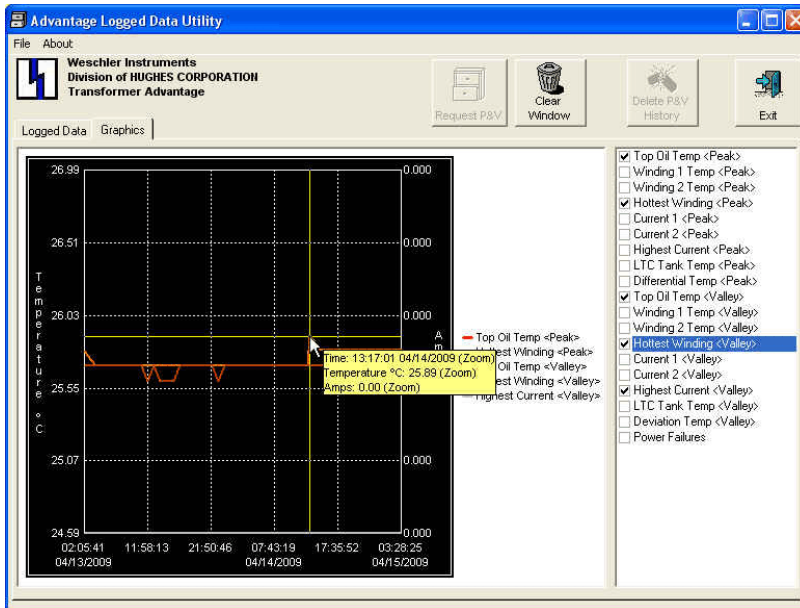 Advantage Logged Data Utility
File About
Weschler Instruments
Division of HUGHES CORPORATION
Transformer Advantage
Request P&V
Clear
Window
Delete P&V
History
Exit
Logged Data
Graphics
26.99
26.51
26.03
25.55
25.07
24.59
Temperature °C
0.000
0.000
0.000
0.000
0.000
Am
02:05:41
04/13/2009
11:58:13
21:50:46
07:43:19
04/14/2009
17:35:52
03:28:25
04/15/2009
Time: 13:17:01 04/14/2009 (Zoom)
Temperature °C: 25.89 (Zoom)
Amps: 0.00 (Zoom)
Top Oil Temp <Peak>
Winding <Peak>
Oil Temp <Valley>
Winding <Valley>
Highest Current <Valley>
Top Oil Temp <Peak>
Winding 1 Temp <Peak>
Winding 2 Temp <Peak>
Hottest Winding <Peak>
Current 1 <Peak>
Current 2 <Peak>
Highest Current <Peak>
LTC Tank Temp <Peak>
Differential Temp <Peak>
Top Oil Temp <Valley>
Winding 1 Temp <Valley>
Winding 2 Temp <Valley>
Hottest Winding <Valley>
Current 1 <Valley>
Current 2 <Valley>
Highest Current <Valley>
LTC Tank Temp <Valley>
Deviation Temp <Valley>
Power Failures